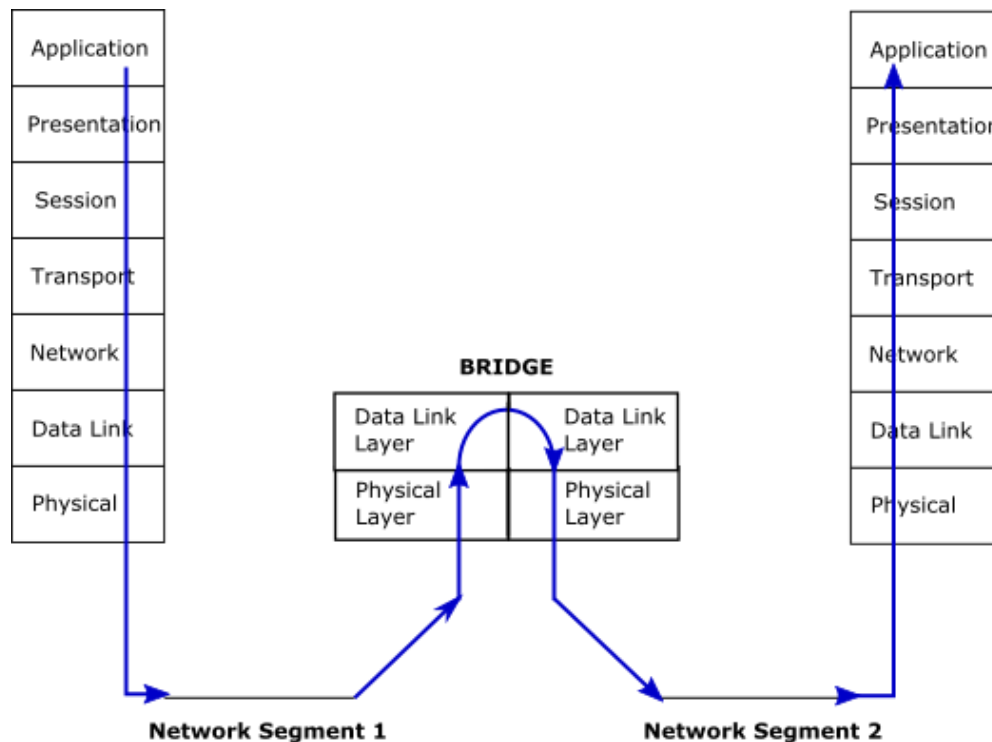 Application
Presentation
Session
Transport
Network
Data Link
Physical
BRIDGE
Data Link
Layer
Data Link
Layer
Physical
Layer
Physical
Layer
Application
Presentation
Session
Transport
Network
Data Link
Physical
Network Segment 1
Network Segment 2